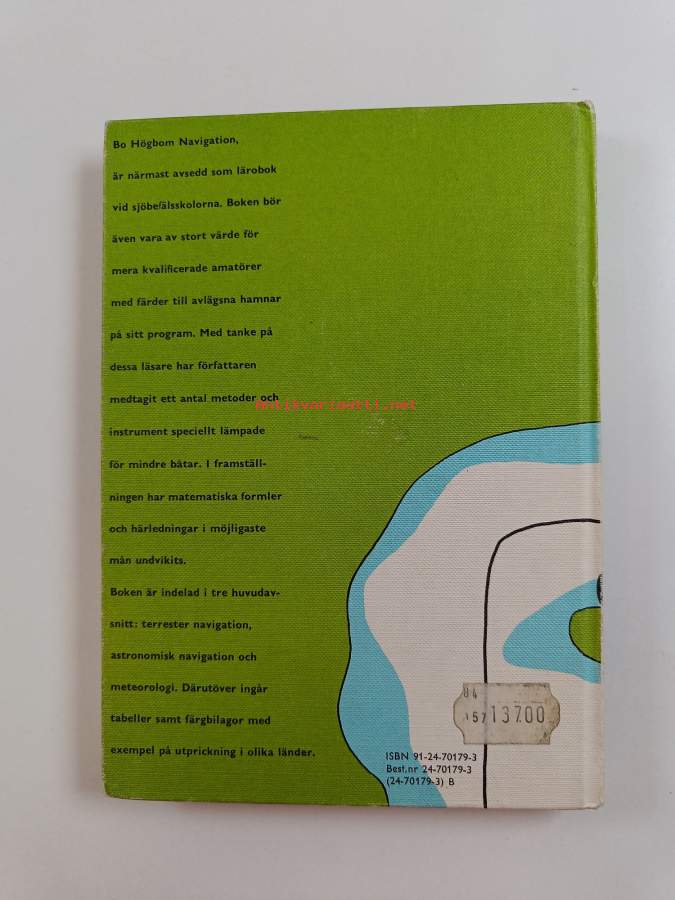 Bo Högbom Navigation,
är närmast avsedd som lärobok
vid sjöbefälsskolorna. Boken bör
även vara av stort värde för
mera kvalificerade amatörer
med färder till avlägsna hamnar
på sitt program. Med tanke på
dessa läsare har författaren
medtagit ett antal metoder och
antikvariaatti.net
instrument speciellt lämpade
för mindre båtar. I framställ-
ningen har matematiska formler
och härledningar i möjligaste
mån undvikits.
Boken är indelad i tre huvudav-
snitt: terrester navigation,
astronomisk navigation och
meteorologi. Därutöver ingår
tabeller samt färgbilagor med
exempel på utprickning i olika länder.
04
157 137.00
ISBN 91-24-70179-3
Best.nr 24-70179-3
(24-70179-3) B